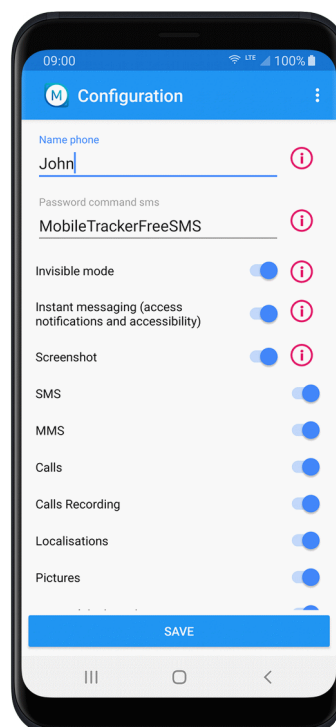 09:00 LTE 100%
M Configuration
Name phone
John
Password command sms
MobileTrackerFreeSMS
Invisible mode
Instant messaging (access
notifications and accessibility)
Screenshot
SMS
MMS
Calls
Calls Recording
Localisations
Pictures
SAVE